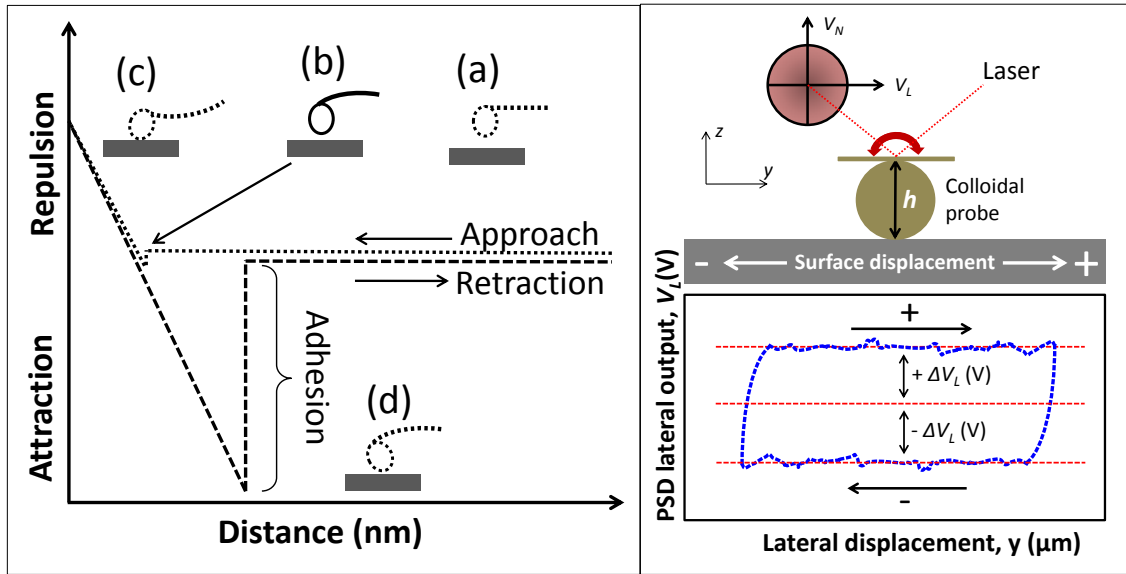 Repulsion
Attraction
(c)
(b)
(a)
Approach
Retraction
Adhesion
(d)
Distance (nm)
V_N
V_L
Laser
z
y
h
Colloidal
probe
- Surface displacement +
PSD lateral output, V_L(V)
+
+ ΔV_L (V)
- ΔV_L (V)
-
Lateral displacement, y (µm)